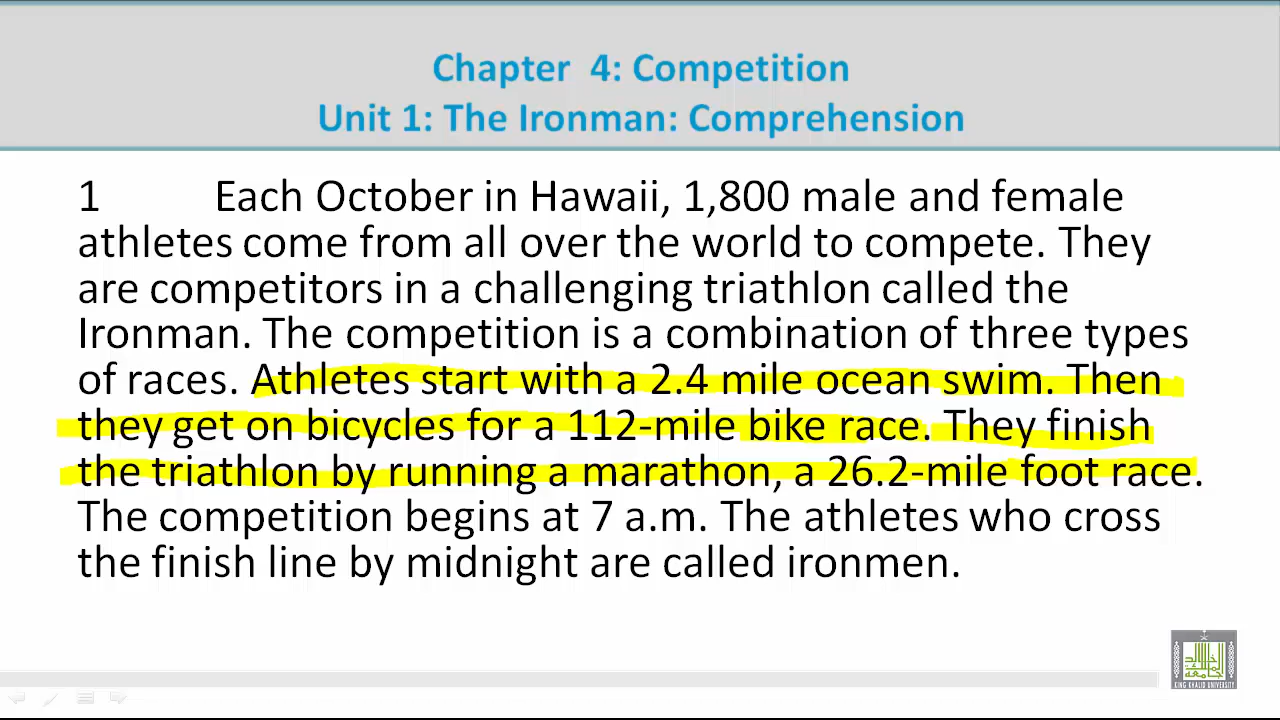 Chapter 4: Competition
Unit 1: The Ironman: Comprehension
1 Each October in Hawaii, 1,800 male and female
athletes come from all over the world to compete. They
are competitors in a challenging triathlon called the
Ironman. The competition is a combination of three types
of races. Athletes start with a 2.4 mile ocean swim. Then
they get on bicycles for a 112-mile bike race. They finish
the triathlon by running a marathon, a 26.2-mile foot race.
The competition begins at 7 a.m. The athletes who cross
the finish line by midnight are called ironmen.
KING KHALID UNIVERSITY